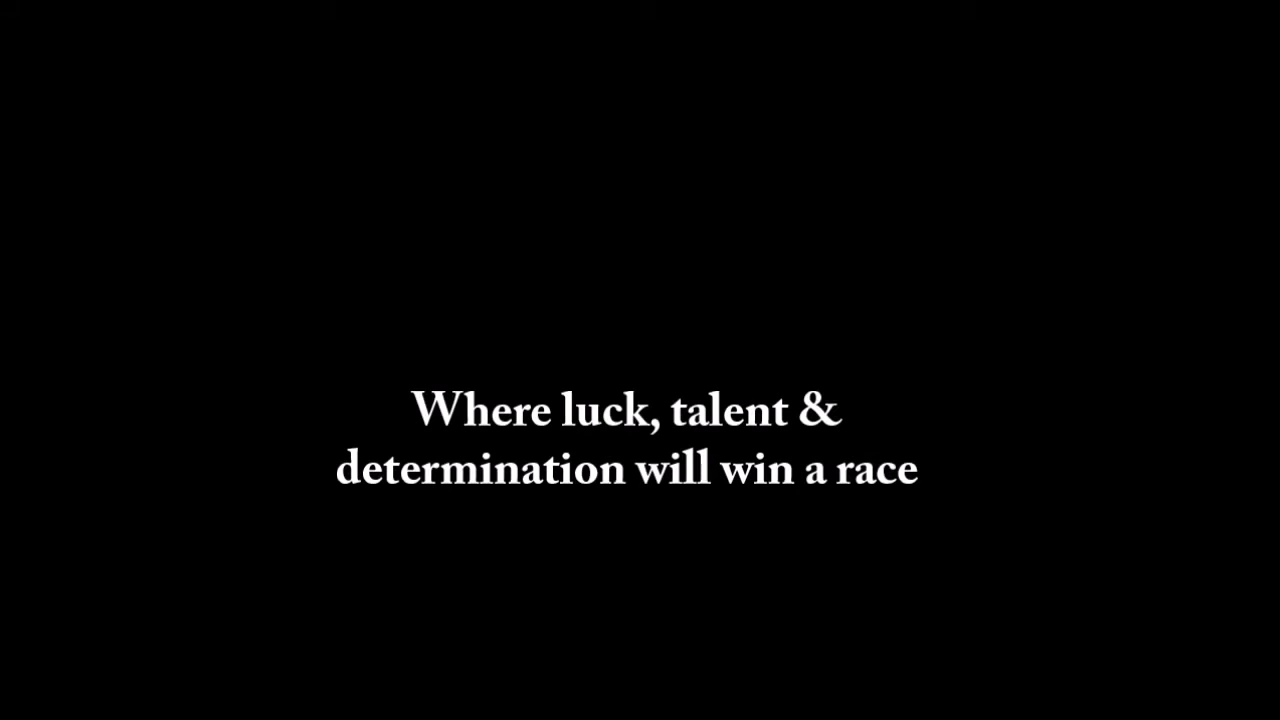 Where luck, talent &
determination will win a race